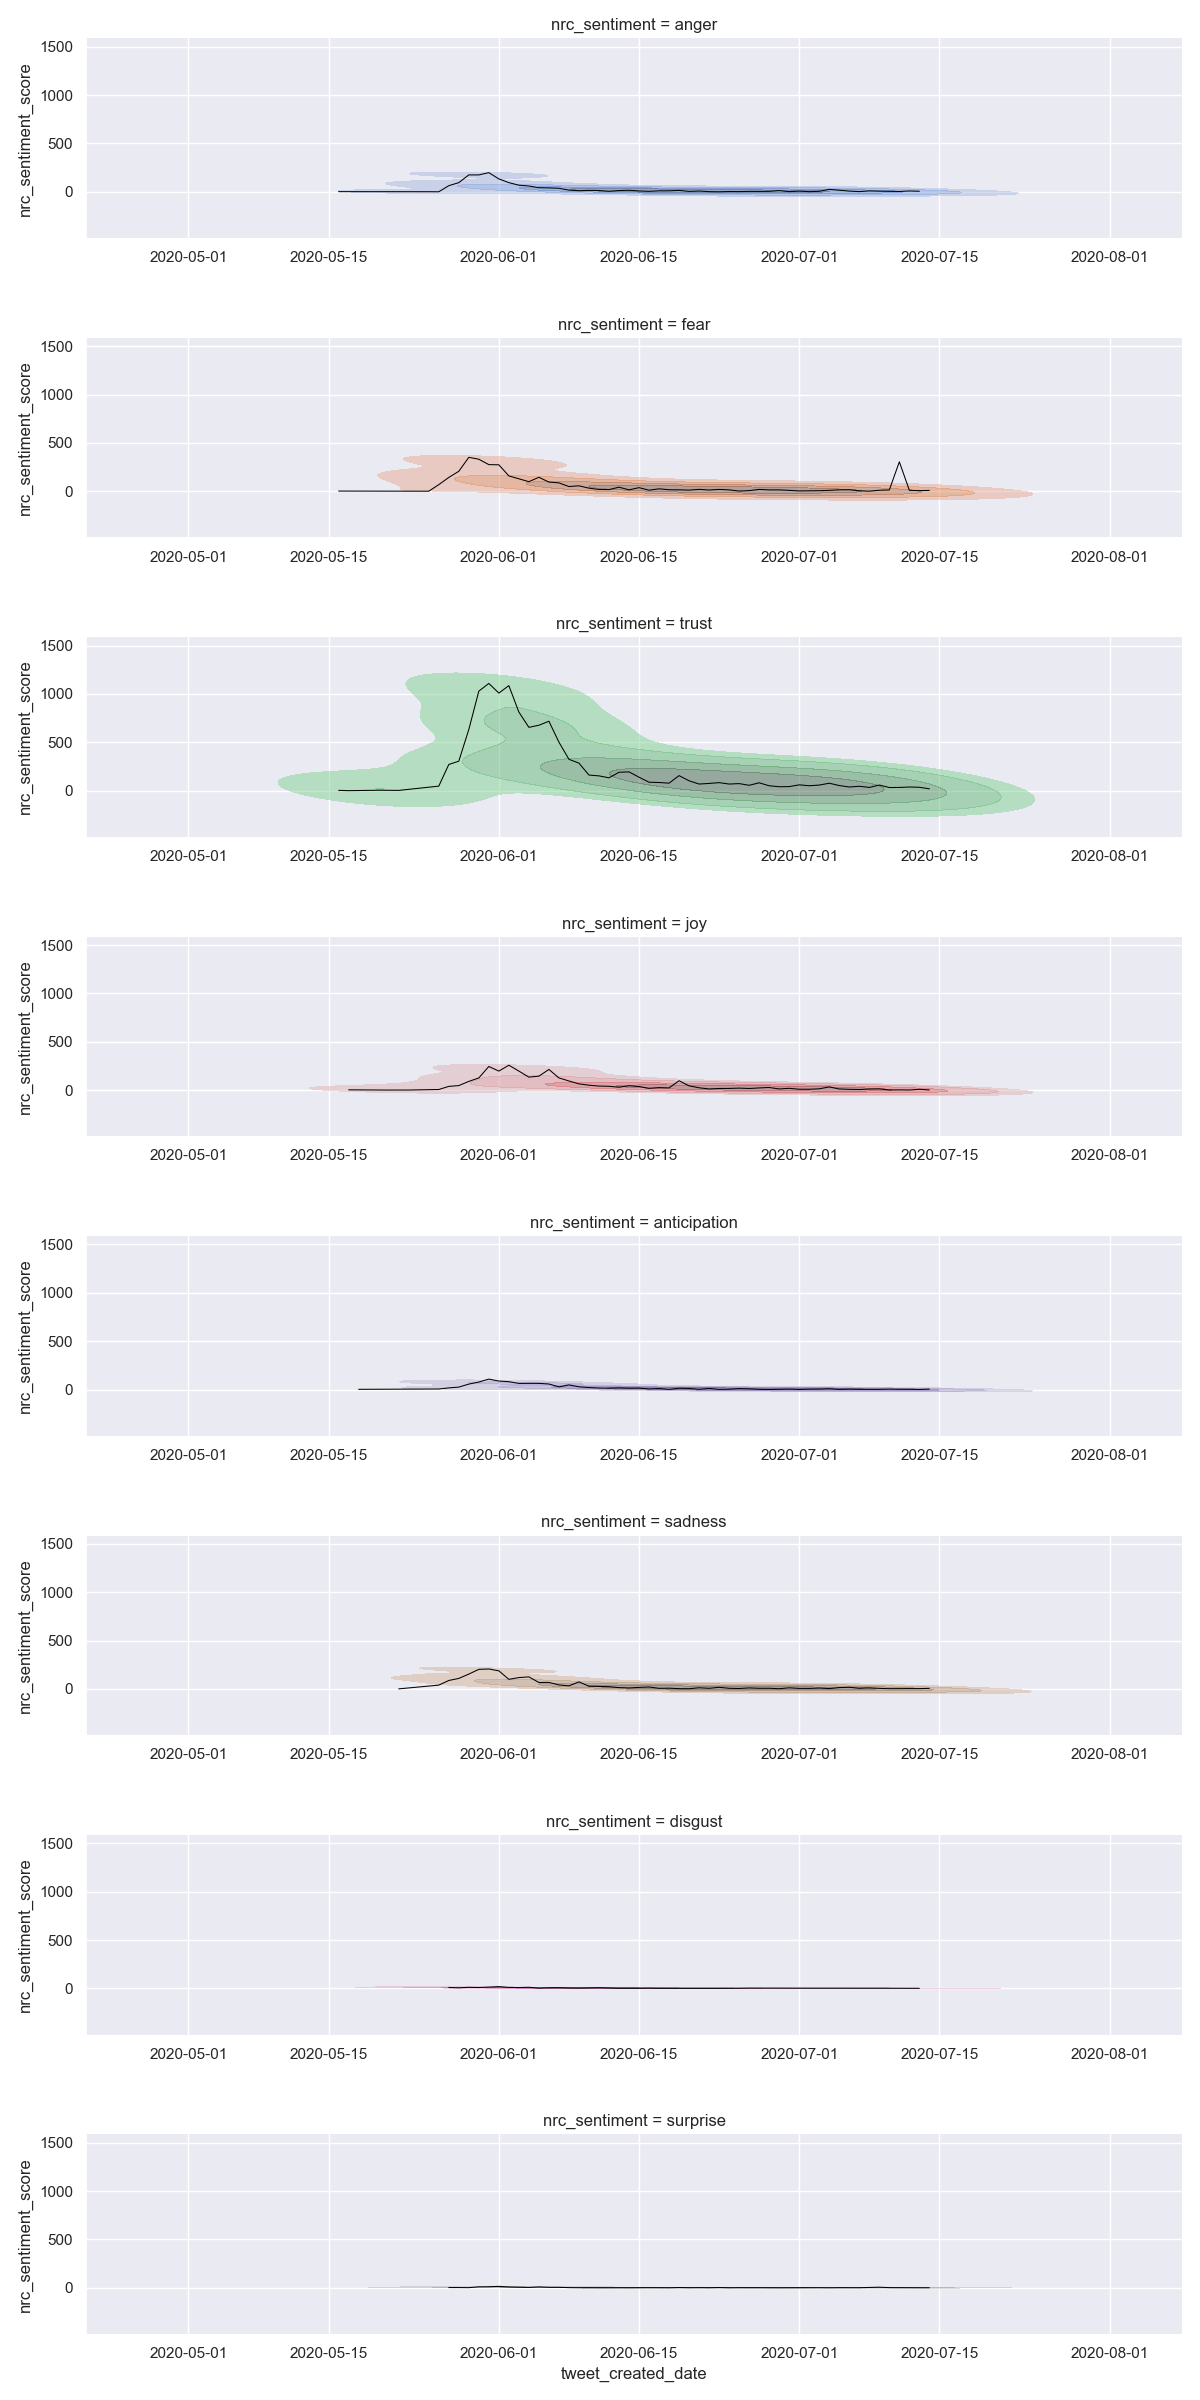 nrc_sentiment = anger
nrc_sentiment_score
1500
1000
500
0
2020-05-01 2020-05-15 2020-06-01 2020-06-15 2020-07-01 2020-07-15 2020-08-01
nrc_sentiment = fear
nrc_sentiment_score
1500
1000
500
0
2020-05-01 2020-05-15 2020-06-01 2020-06-15 2020-07-01 2020-07-15 2020-08-01
nrc_sentiment = trust
nrc_sentiment_score
1500
1000
500
0
2020-05-01 2020-05-15 2020-06-01 2020-06-15 2020-07-01 2020-07-15 2020-08-01
nrc_sentiment = joy
nrc_sentiment_score
1500
1000
500
0
2020-05-01 2020-05-15 2020-06-01 2020-06-15 2020-07-01 2020-07-15 2020-08-01
nrc_sentiment = anticipation
nrc_sentiment_score
1500
1000
500
0
2020-05-01 2020-05-15 2020-06-01 2020-06-15 2020-07-01 2020-07-15 2020-08-01
nrc_sentiment = sadness
nrc_sentiment_score
1500
1000
500
0
2020-05-01 2020-05-15 2020-06-01 2020-06-15 2020-07-01 2020-07-15 2020-08-01
nrc_sentiment = disgust
nrc_sentiment_score
1500
1000
500
0
2020-05-01 2020-05-15 2020-06-01 2020-06-15 2020-07-01 2020-07-15 2020-08-01
nrc_sentiment = surprise
nrc_sentiment_score
1500
1000
500
0
2020-05-01 2020-05-15 2020-06-01 2020-06-15 2020-07-01 2020-07-15 2020-08-01
tweet_created_date